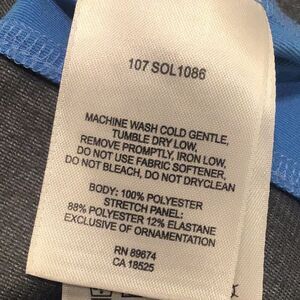 107 SOL1086
MACHINE WASH COLD GENTLE,
TUMBLE DRY LOW,
REMOVE PROMPTLY, IRON LOW,
DO NOT USE FABRIC SOFTENER,
DO NOT BLEACH, DO NOT DRYCLEAN
BODY: 100% POLYESTER
STRETCH PANEL:
88% POLYESTER 12% ELASTANE
EXCLUSIVE OF ORNAMENTATION
RN 89674
CA 18525